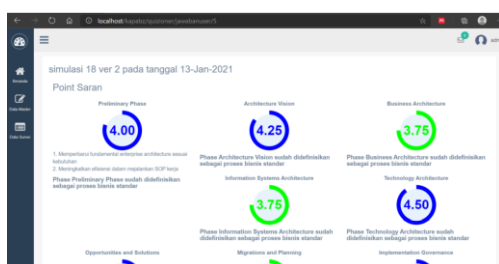 localhost/kapato/quisioner/jawabanuser/5
simulasi 18 ver 2 pada tanggal 13-Jan-2021
Point Saran
Preliminary Phase
4.00
1. Memperbarui fundamental enterprise architecture sesuai
kebutuhan
2. Meningkatkan efisiensi dalam menjalankan SOP kerja
Phase Preliminary Phase sudah didefinisikan
sebagai proses bisnis standar
Architecture Vision
4.25
Phase Architecture Vision sudah didefinisikan
sebagai proses bisnis standar
Business Architecture
3.75
Phase Business Architecture sudah didefinisikan
sebagai proses bisnis standar
Information Systems Architecture
3.75
Phase Information Systems Architecture sudah
didefinisikan sebagai proses bisnis standar
Technology Architecture
4.50
Phase Technology Architecture sudah
didefinisikan sebagai proses bisnis standar
Beranda
Data Master
Data Survei
Opportunities and Solutions
Migrations and Planning
Implementation Governance